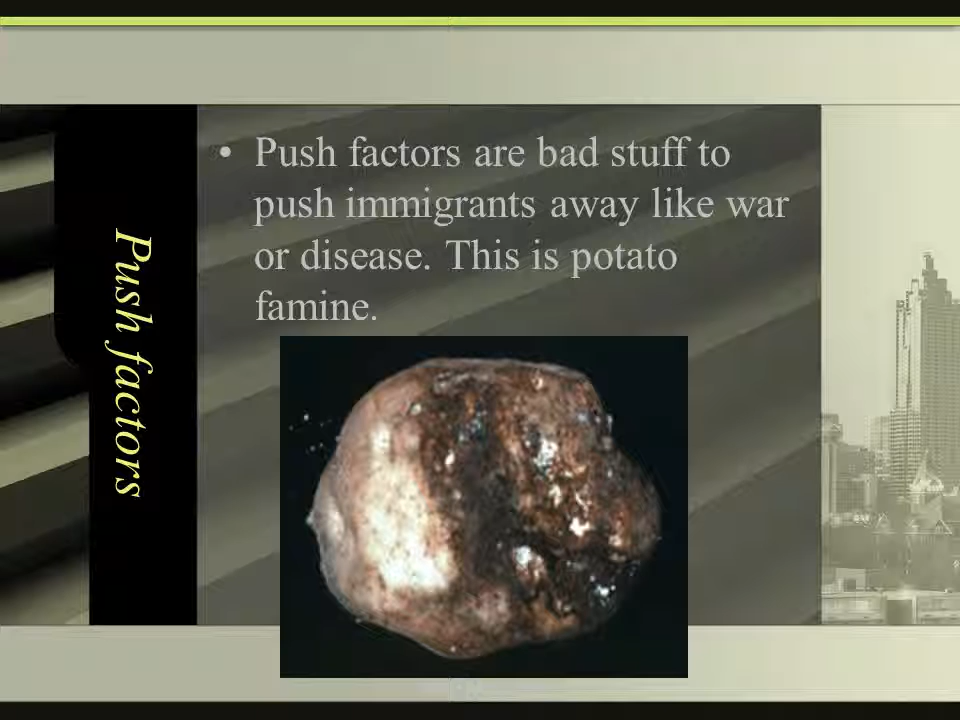 Push factors
• Push factors are bad stuff to
push immigrants away like war
or disease. This is potato
famine.